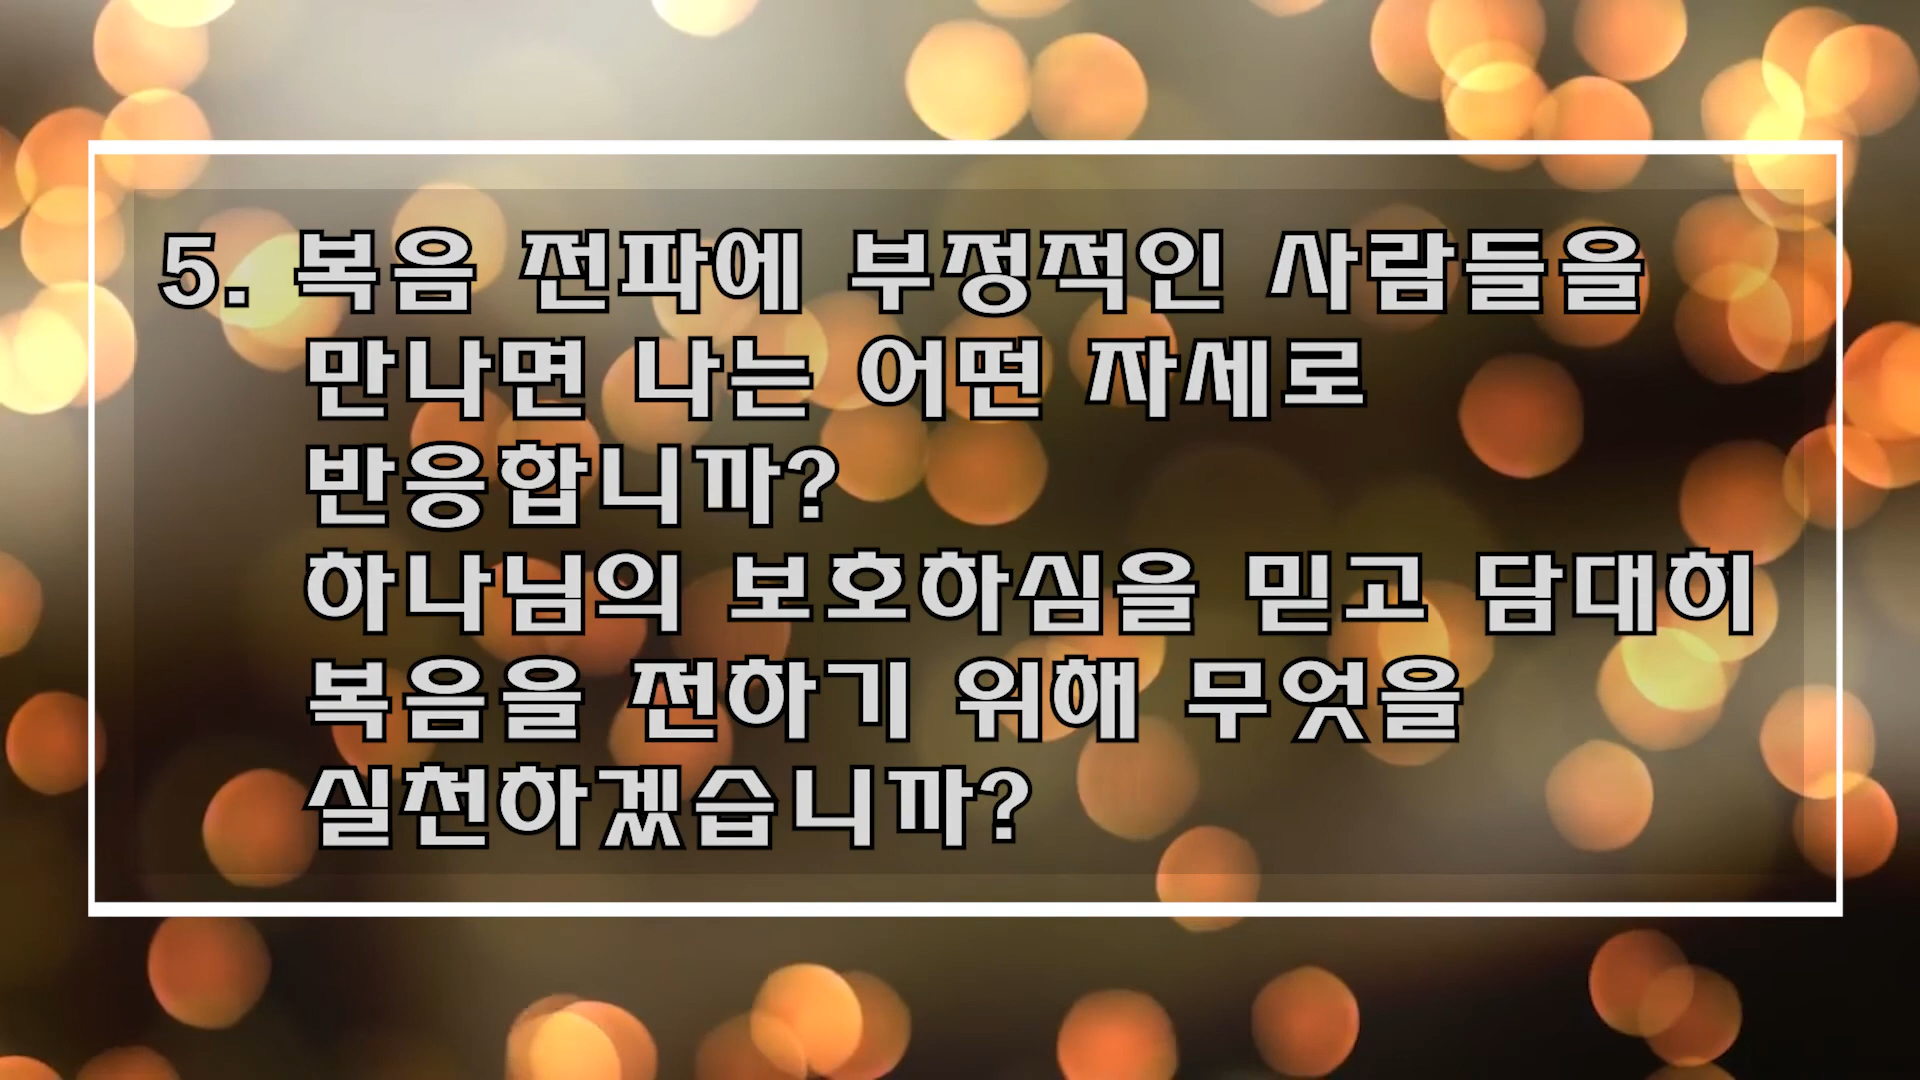 5. 복음 전파에 부정적인 사람들을
만나면 나는 어떤 자세로
반응합니까?
하나님의 보호하심을 믿고 담대히
복음을 전하기 위해 무엇을
실천하겠습니까?